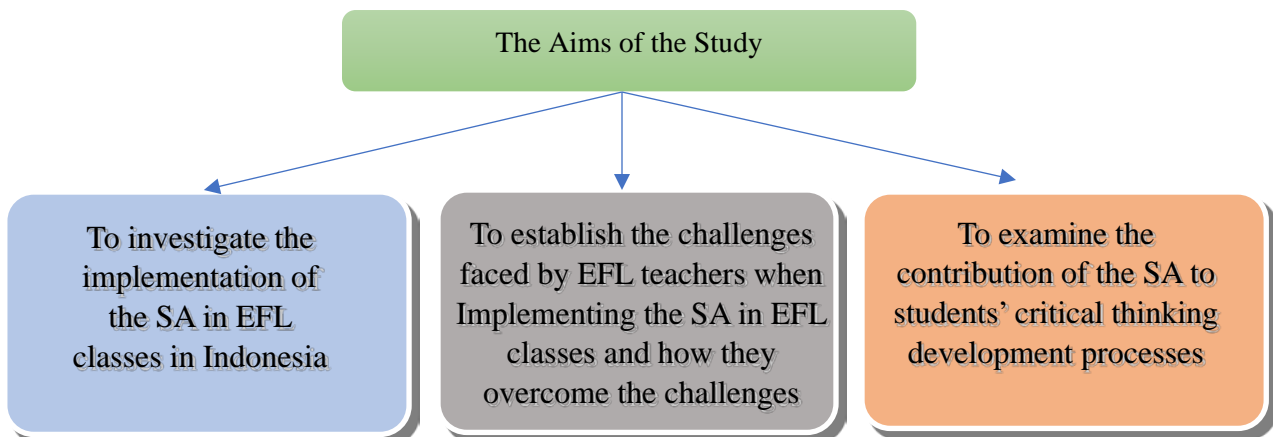 The Aims of the Study
To investigate the
implementation of
the SA in EFL
classes in Indonesia
To establish the challenges
faced by EFL teachers when
Implementing the SA in EFL
classes and how they
overcome the challenges
To examine the
contribution of the SA to
students’ critical thinking
development processes